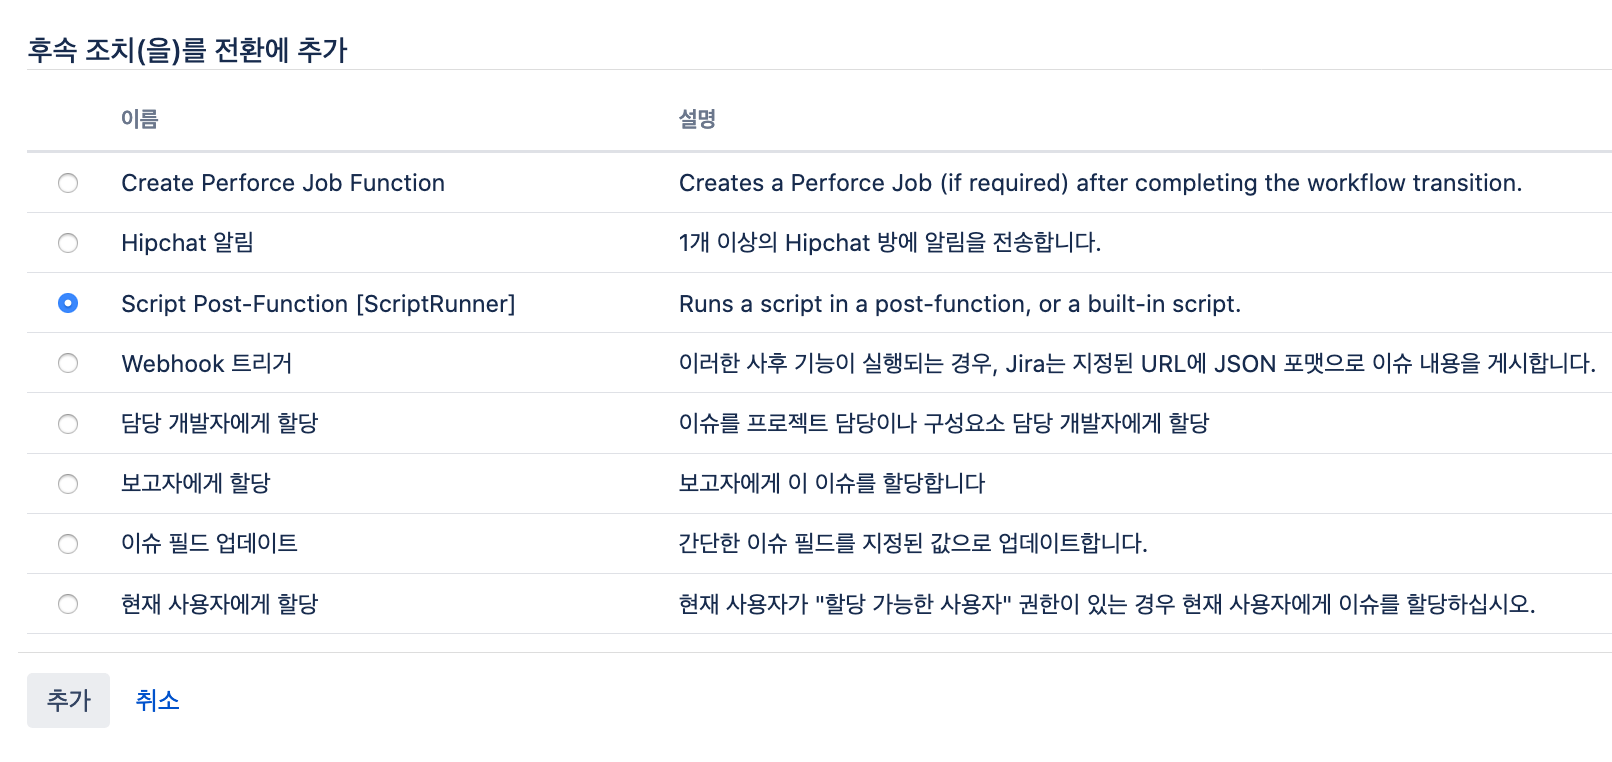 후속 조치(을)를 전환에 추가
이름 설명
Create Perforce Job Function Creates a Perforce Job (if required) after completing the workflow transition.
Hipchat 알림 1개 이상의 Hipchat 방에 알림을 전송합니다.
Script Post-Function [ScriptRunner] Runs a script in a post-function, or a built-in script.
Webhook 트리거 이러한 사후 기능이 실행되는 경우, Jira는 지정된 URL에 JSON 포맷으로 이슈 내용을 게시합니다.
담당 개발자에게 할당 이슈를 프로젝트 담당이나 구성요소 담당 개발자에게 할당
보고자에게 할당 보고자에게 이 이슈를 할당합니다
이슈 필드 업데이트 간단한 이슈 필드를 지정된 값으로 업데이트합니다.
현재 사용자에게 할당 현재 사용자가 "할당 가능한 사용자" 권한이 있는 경우 현재 사용자에게 이슈를 할당하십시오.
추가 취소